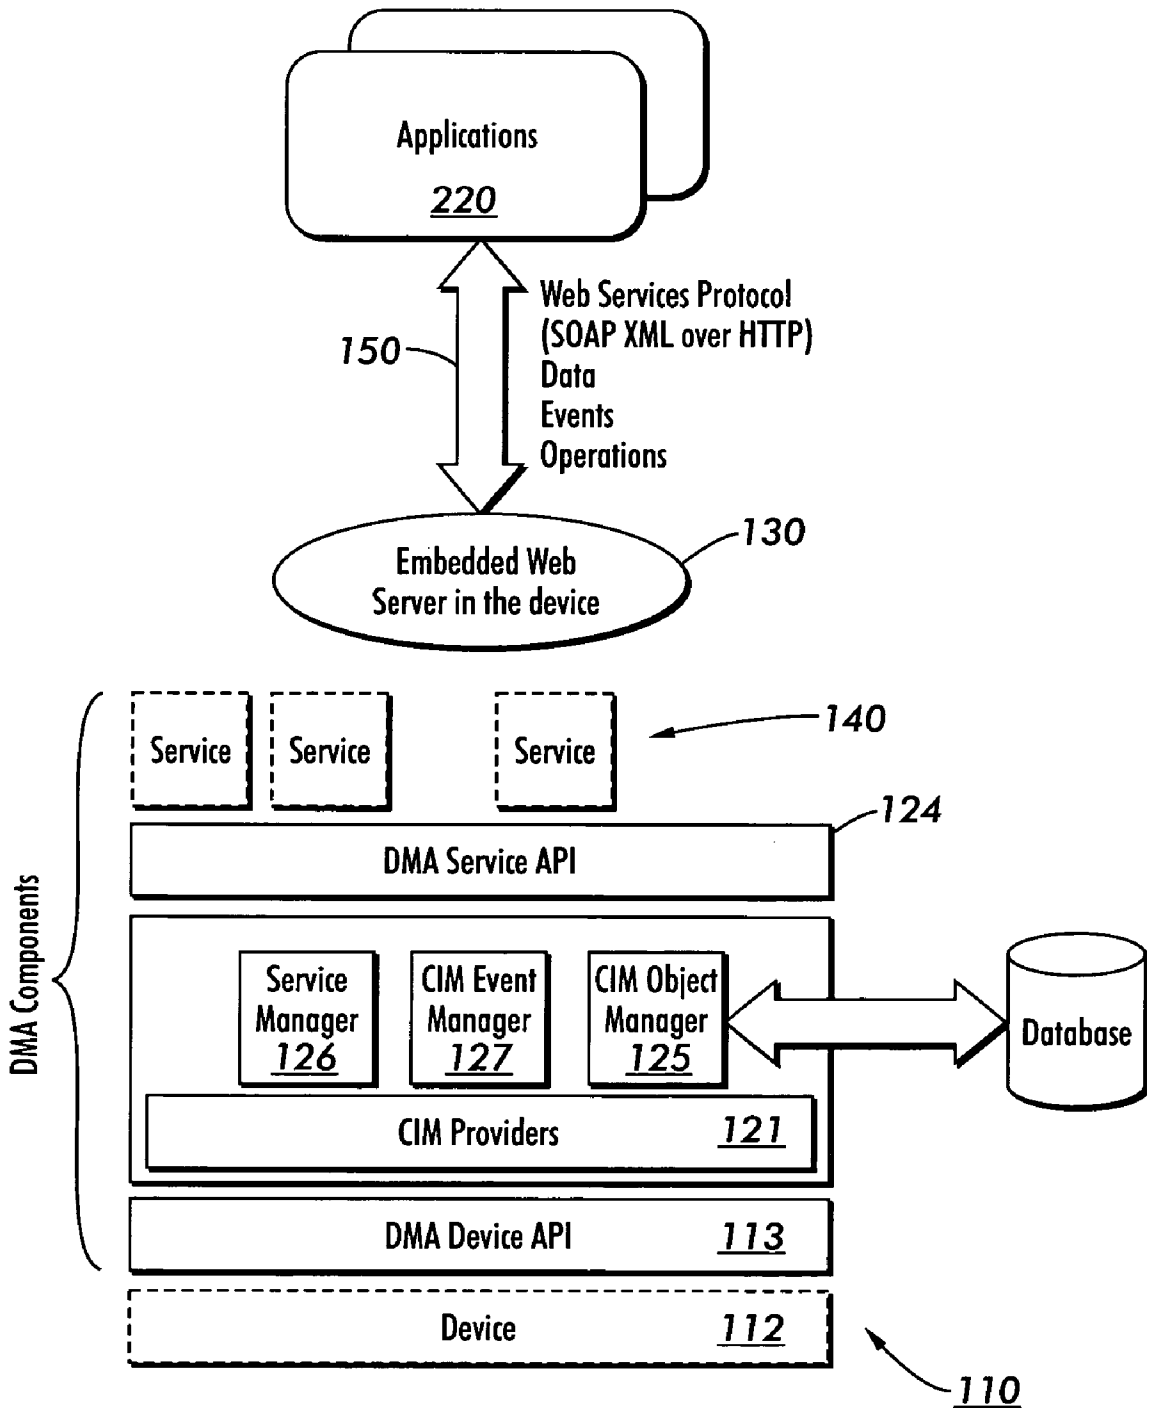 Applications
220
Web Services Protocol
(SOAP XML over HTTP)
Data
Events
Operations
150
130
Embedded Web
Server in the device
140
Service
Service
Service
124
DMA Service API
DMA Components
Service
Manager
126
CIM Event
Manager
127
CIM Object
Manager
125
Database
CIM Providers
121
DMA Device API
113
Device
112
110